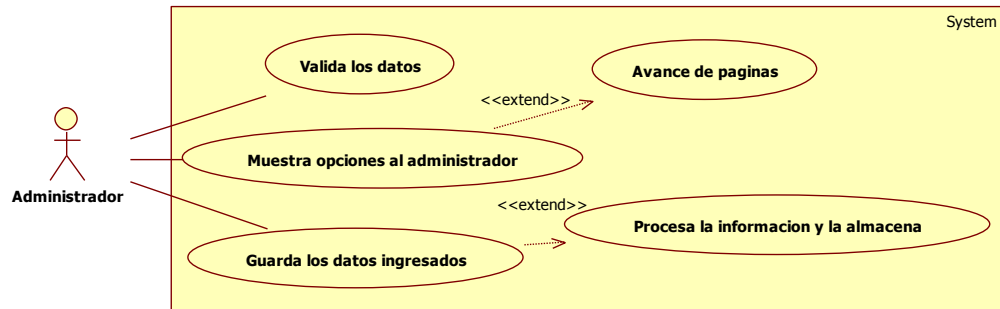 System
Valida los datos
Avance de paginas
<<extend>>
Muestra opciones al administrador
Administrador
<<extend>>
Procesa la informacion y la almacena
Guarda los datos ingresados